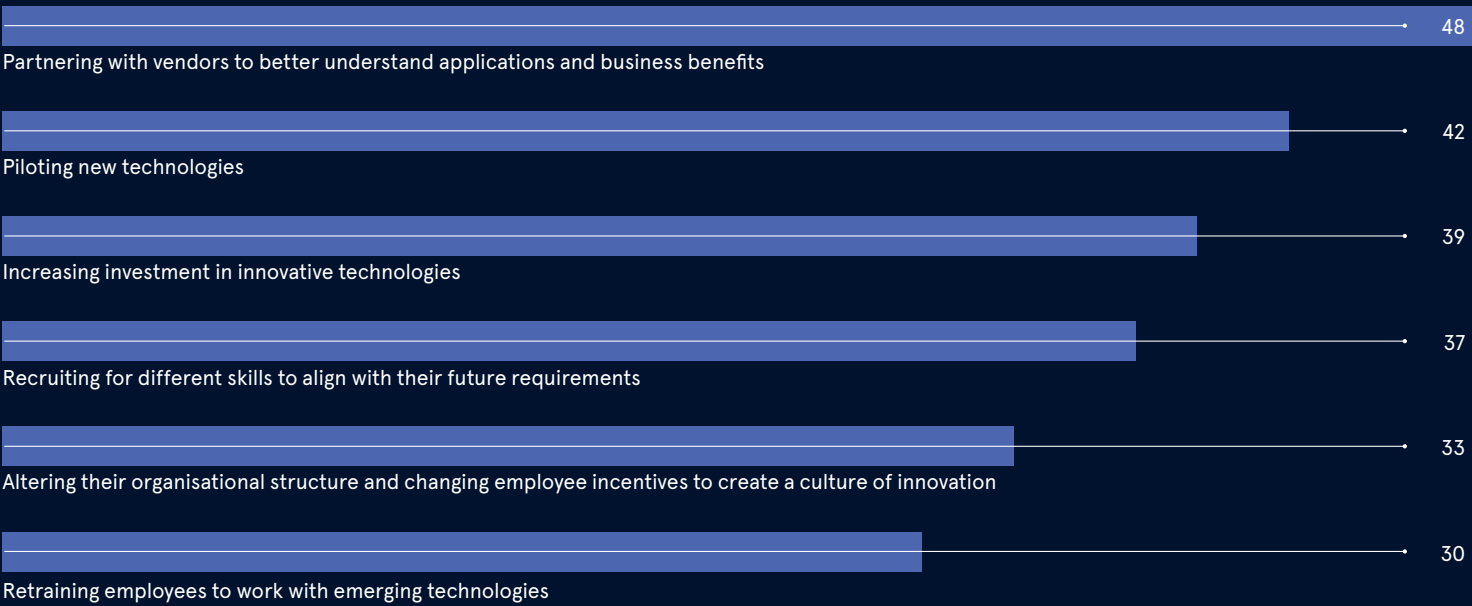 48
Partnering with vendors to better understand applications and business benefits
42
Piloting new technologies
39
Increasing investment in innovative technologies
37
Recruiting for different skills to align with their future requirements
33
Altering their organisational structure and changing employee incentives to create a culture of innovation
30
Retraining employees to work with emerging technologies